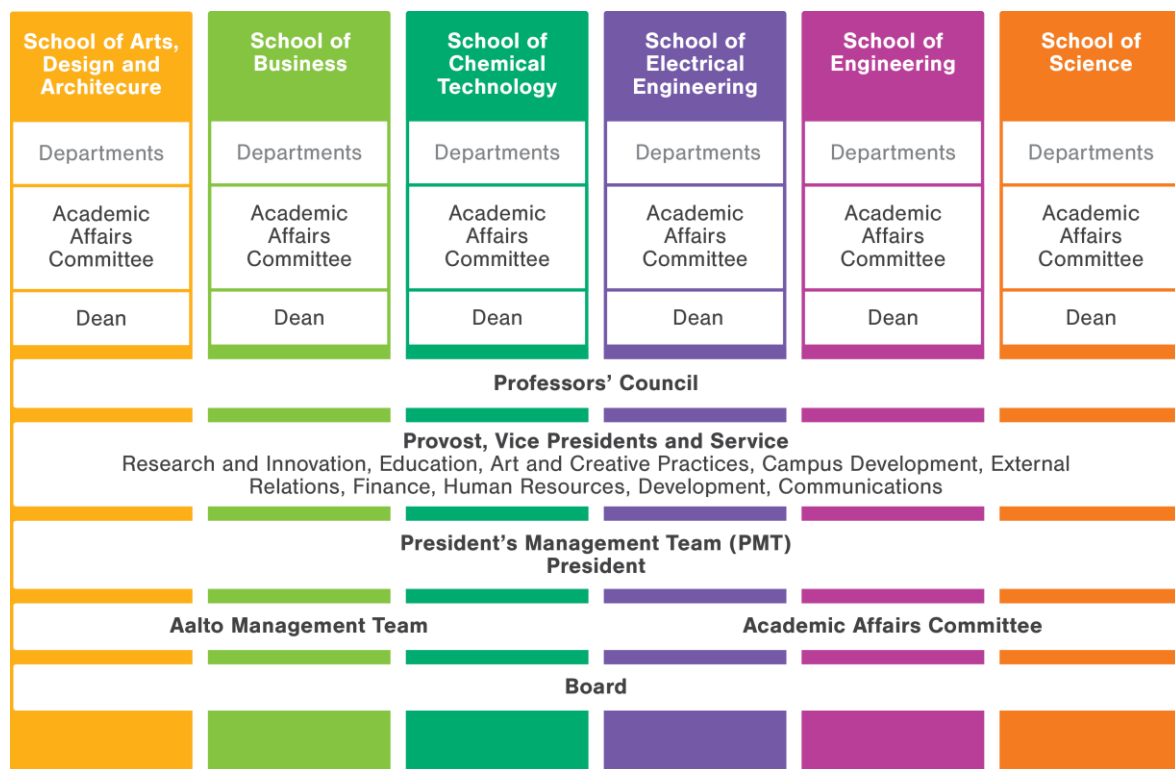 School of Arts,
Design and
Architecure
School of
Business
School of
Chemical
Technology
School of
Electrical
Engineering
School of
Engineering
School of
Science
Departments
Departments
Departments
Departments
Departments
Departments
Academic
Affairs
Committee
Academic
Affairs
Committee
Academic
Affairs
Committee
Academic
Affairs
Committee
Academic
Affairs
Committee
Academic
Affairs
Committee
Dean
Dean
Dean
Dean
Dean
Dean
Professors’ Council
Provost, Vice Presidents and Service
Research and Innovation, Education, Art and Creative Practices, Campus Development, External
Relations, Finance, Human Resources, Development, Communications
President’s Management Team (PMT)
President
Aalto Management Team
Academic Affairs Committee
Board